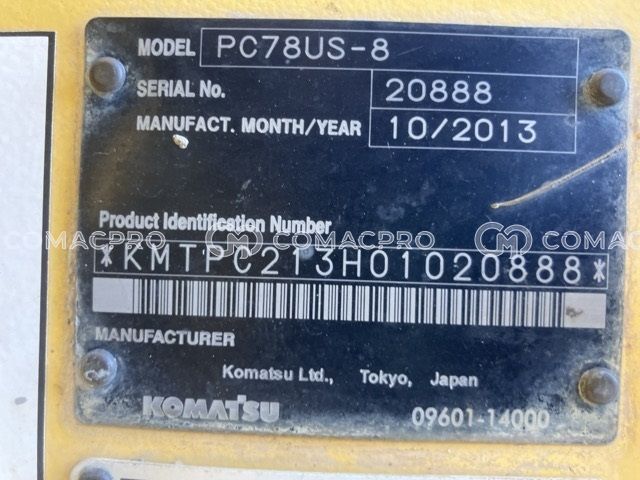 MODEL PC78US-8
SERIAL No. 20888
MANUFACT. MONTH/YEAR 10/2013
Product Identification Number
COMACPRO COMACPRO COMACPRO COMACPRO
*KMTPC213H01020888*
MANUFACTURER
Komatsu Ltd., Tokyo, Japan
KOMATSU 09601-14000